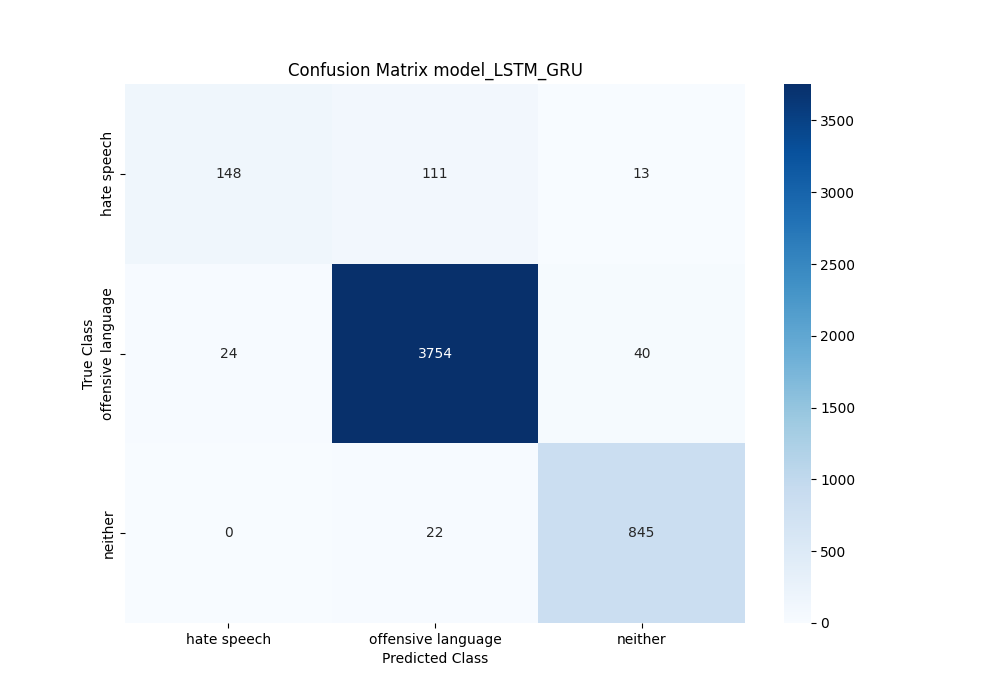 Confusion Matrix model_LSTM_GRU
True Class
hate speech
148 111 13
offensive language
24 3754 40
neither
0 22 845
hate speech offensive language neither
Predicted Class
3500
3000
2500
2000
1500
1000
500
0